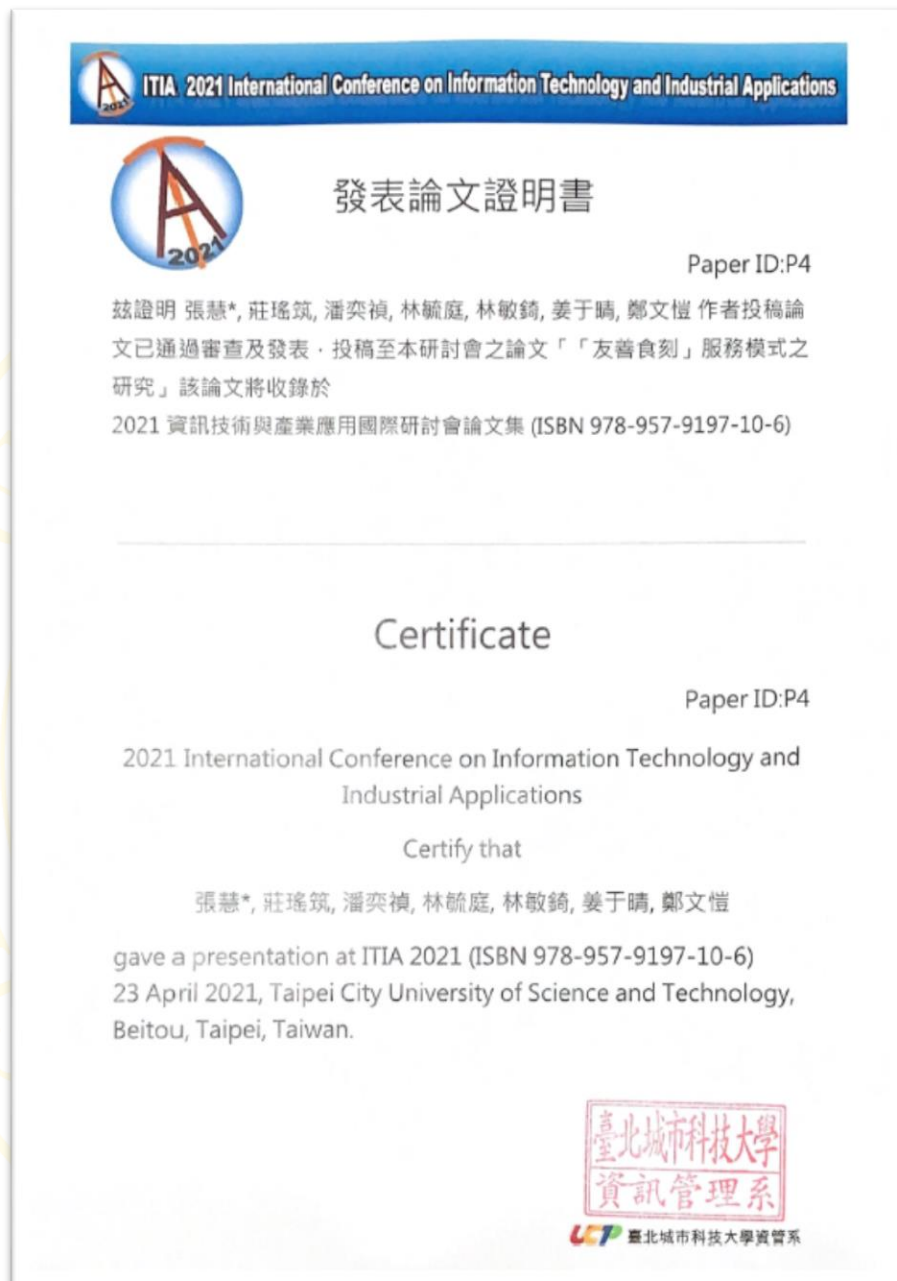 ITIA 2021 International Conference on Information Technology and Industrial Applications
2021
2021
發表論文證明書
Paper ID:P4
茲證明 張慧*, 莊瑤筑, 潘奕禎, 林毓庭, 林敏錡, 姜于晴, 鄭文愷 作者投稿論
文已通過審查及發表，投稿至本研討會之論文「「友善食刻」服務模式之
研究」該論文將收錄於
2021 資訊技術與產業應用國際研討會論文集 (ISBN 978-957-9197-10-6)
Certificate
Paper ID:P4
2021 International Conference on Information Technology and
Industrial Applications
Certify that
張慧*, 莊瑤筑, 潘奕禎, 林毓庭, 林敏錡, 姜于晴, 鄭文愷
gave a presentation at ITIA 2021 (ISBN 978-957-9197-10-6)
23 April 2021, Taipei City University of Science and Technology,
Beitou, Taipei, Taiwan.
臺北城市科技大學
資訊管理系
UCT 臺北城市科技大學資管系